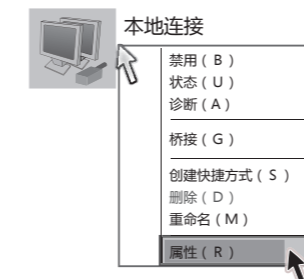 本地连接
禁用(B)
状态(U)
诊断(A)
桥接(G)
创建快捷方式(S)
删除(D)
重命名(M)
属性(R)